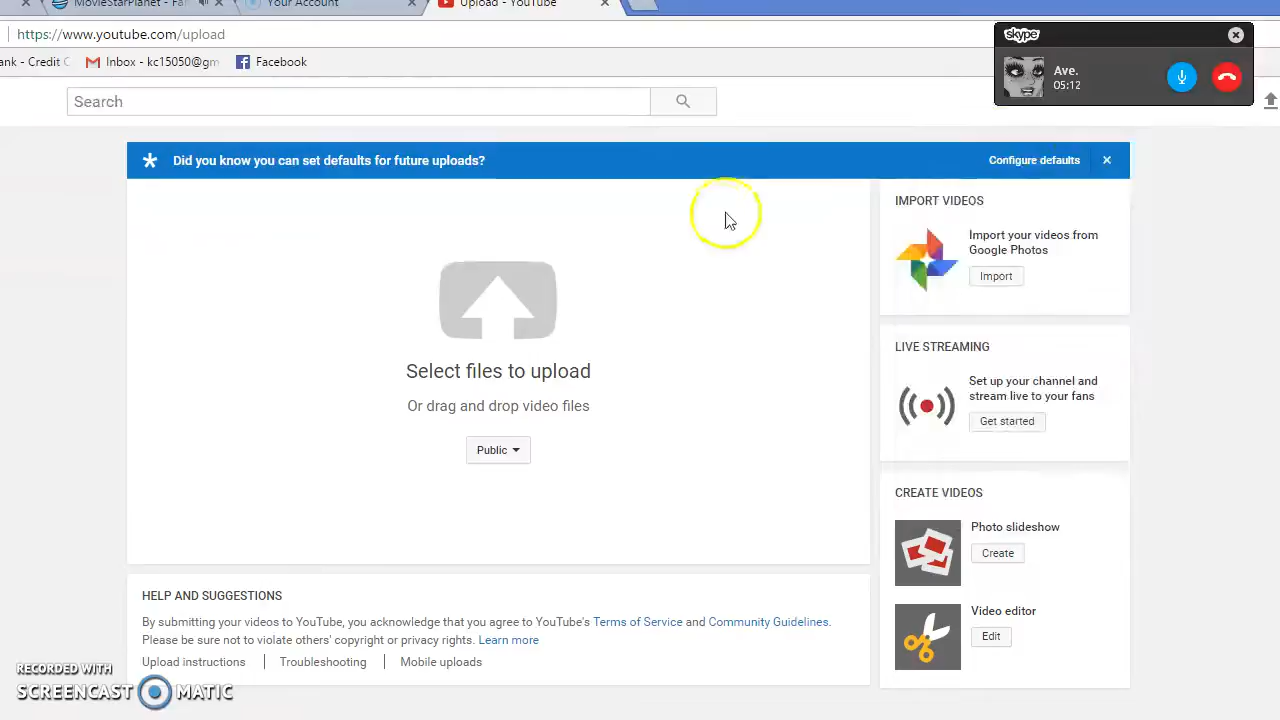 MovieStarPlanet - Fan
Your Account
Upload - YouTube
https://www.youtube.com/upload
ank - Credit C
Inbox - kc15050@gm
Facebook
skype
Ave.
05:12
Search
Did you know you can set defaults for future uploads?
Configure defaults
Select files to upload
Or drag and drop video files
Public
IMPORT VIDEOS
Import your videos from
Google Photos
Import
LIVE STREAMING
Set up your channel and
stream live to your fans
Get started
CREATE VIDEOS
Photo slideshow
Create
Video editor
Edit
HELP AND SUGGESTIONS
By submitting your videos to YouTube, you acknowledge that you agree to YouTube's Terms of Service and Community Guidelines.
Please be sure not to violate others' copyright or privacy rights. Learn more
Upload instructions
Troubleshooting
Mobile uploads
RECORDED WITH
SCREENCAST MATIC